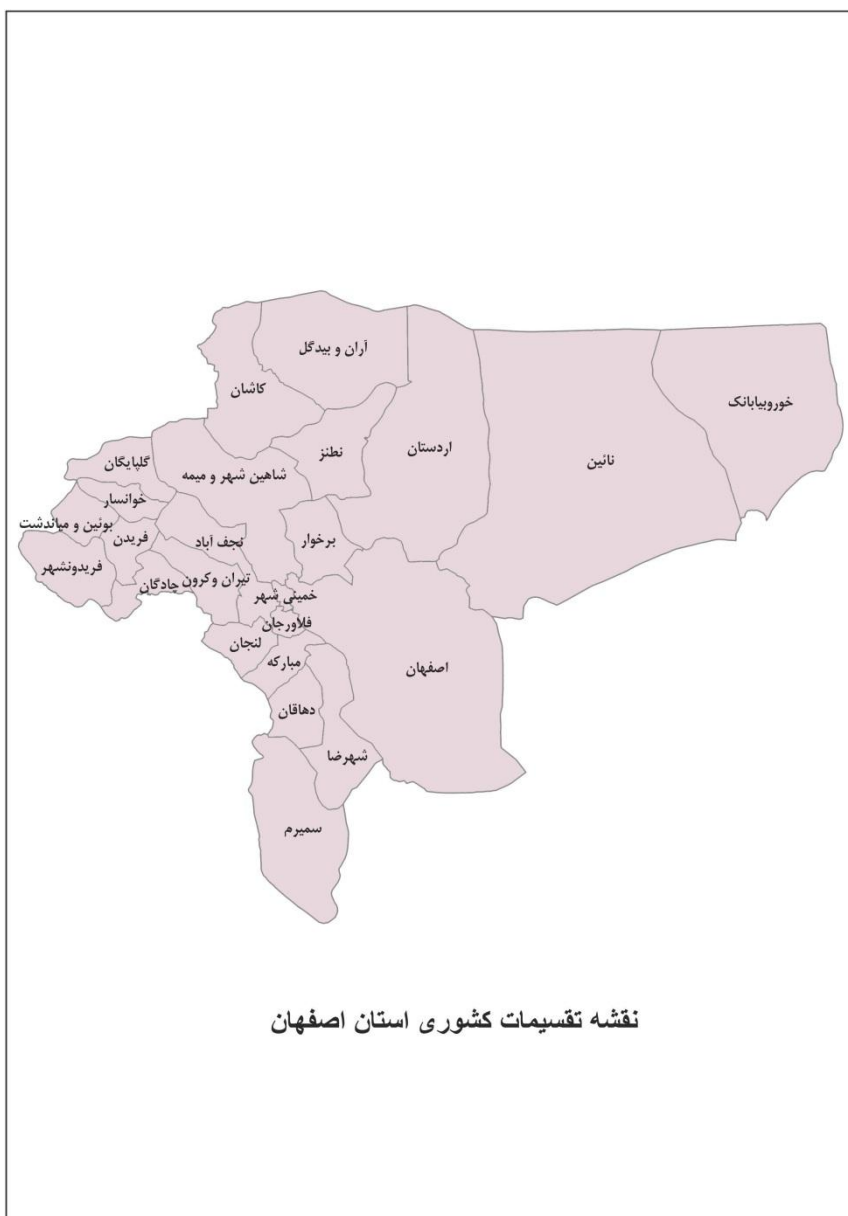 آران و بیدگل
کاشان
خوروبیابانک
نطنز
اردستان
نائین
گلپایگان
شاهین شهر و میمه
خوانسار
بوئین و میاندشت
فریدن
نجف آباد
برخوار
فریدونشهر
چادگان
تیران وکرون
خمینی شهر
فلاورجان
لنجان
مبارکه
اصفهان
دهاقان
شهرضا
سمیرم
نقشه تقسیمات کشوری استان اصفهان